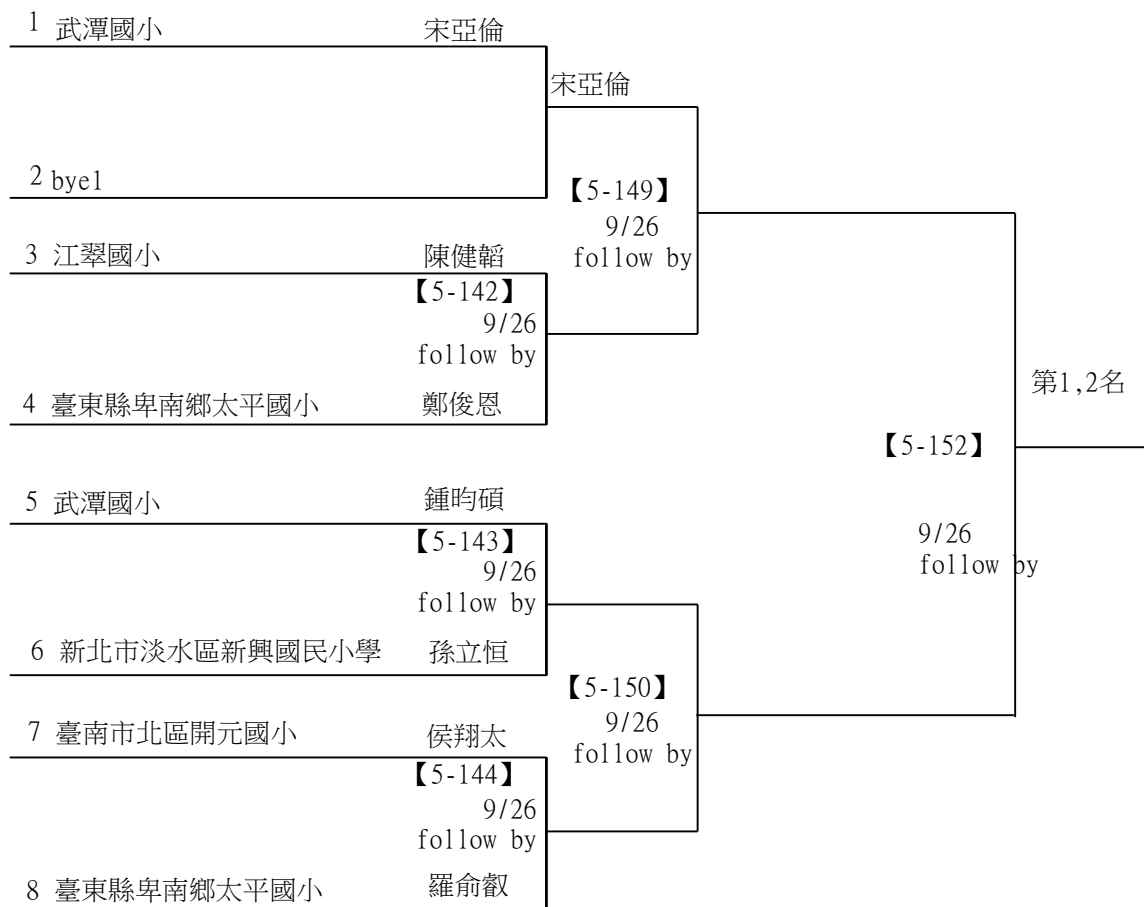 1 武潭國小 宋亞倫
宋亞倫
2 bye1
【5-149】
9/26
follow by
3 江翠國小 陳健韜
【5-142】
9/26
follow by
4 臺東縣卑南鄉太平國小 鄭俊恩
第1,2名
【5-152】
9/26
follow by
5 武潭國小 鍾昀碩
【5-143】
9/26
follow by
6 新北市淡水區新興國民小學 孫立恒
【5-150】
9/26
follow by
7 臺南市北區開元國小 侯翔太
【5-144】
9/26
follow by
8 臺東縣卑南鄉太平國小 羅俞叡